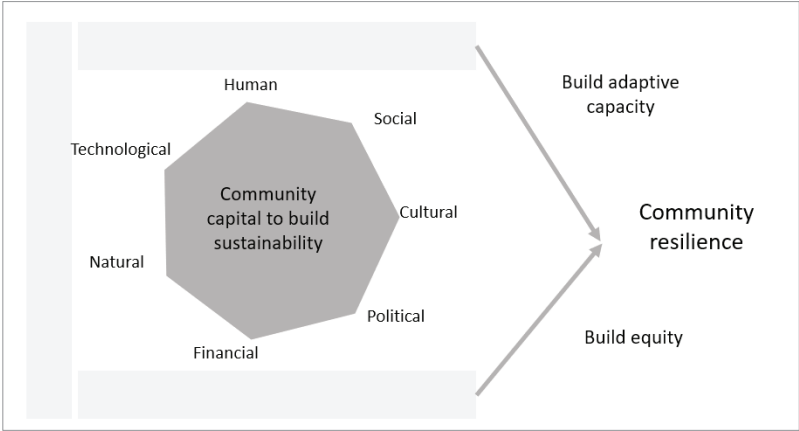 Human
Social
Technological
Community
capital to build
sustainability
Cultural
Natural
Political
Financial
Build adaptive
capacity
Community
resilience
Build equity